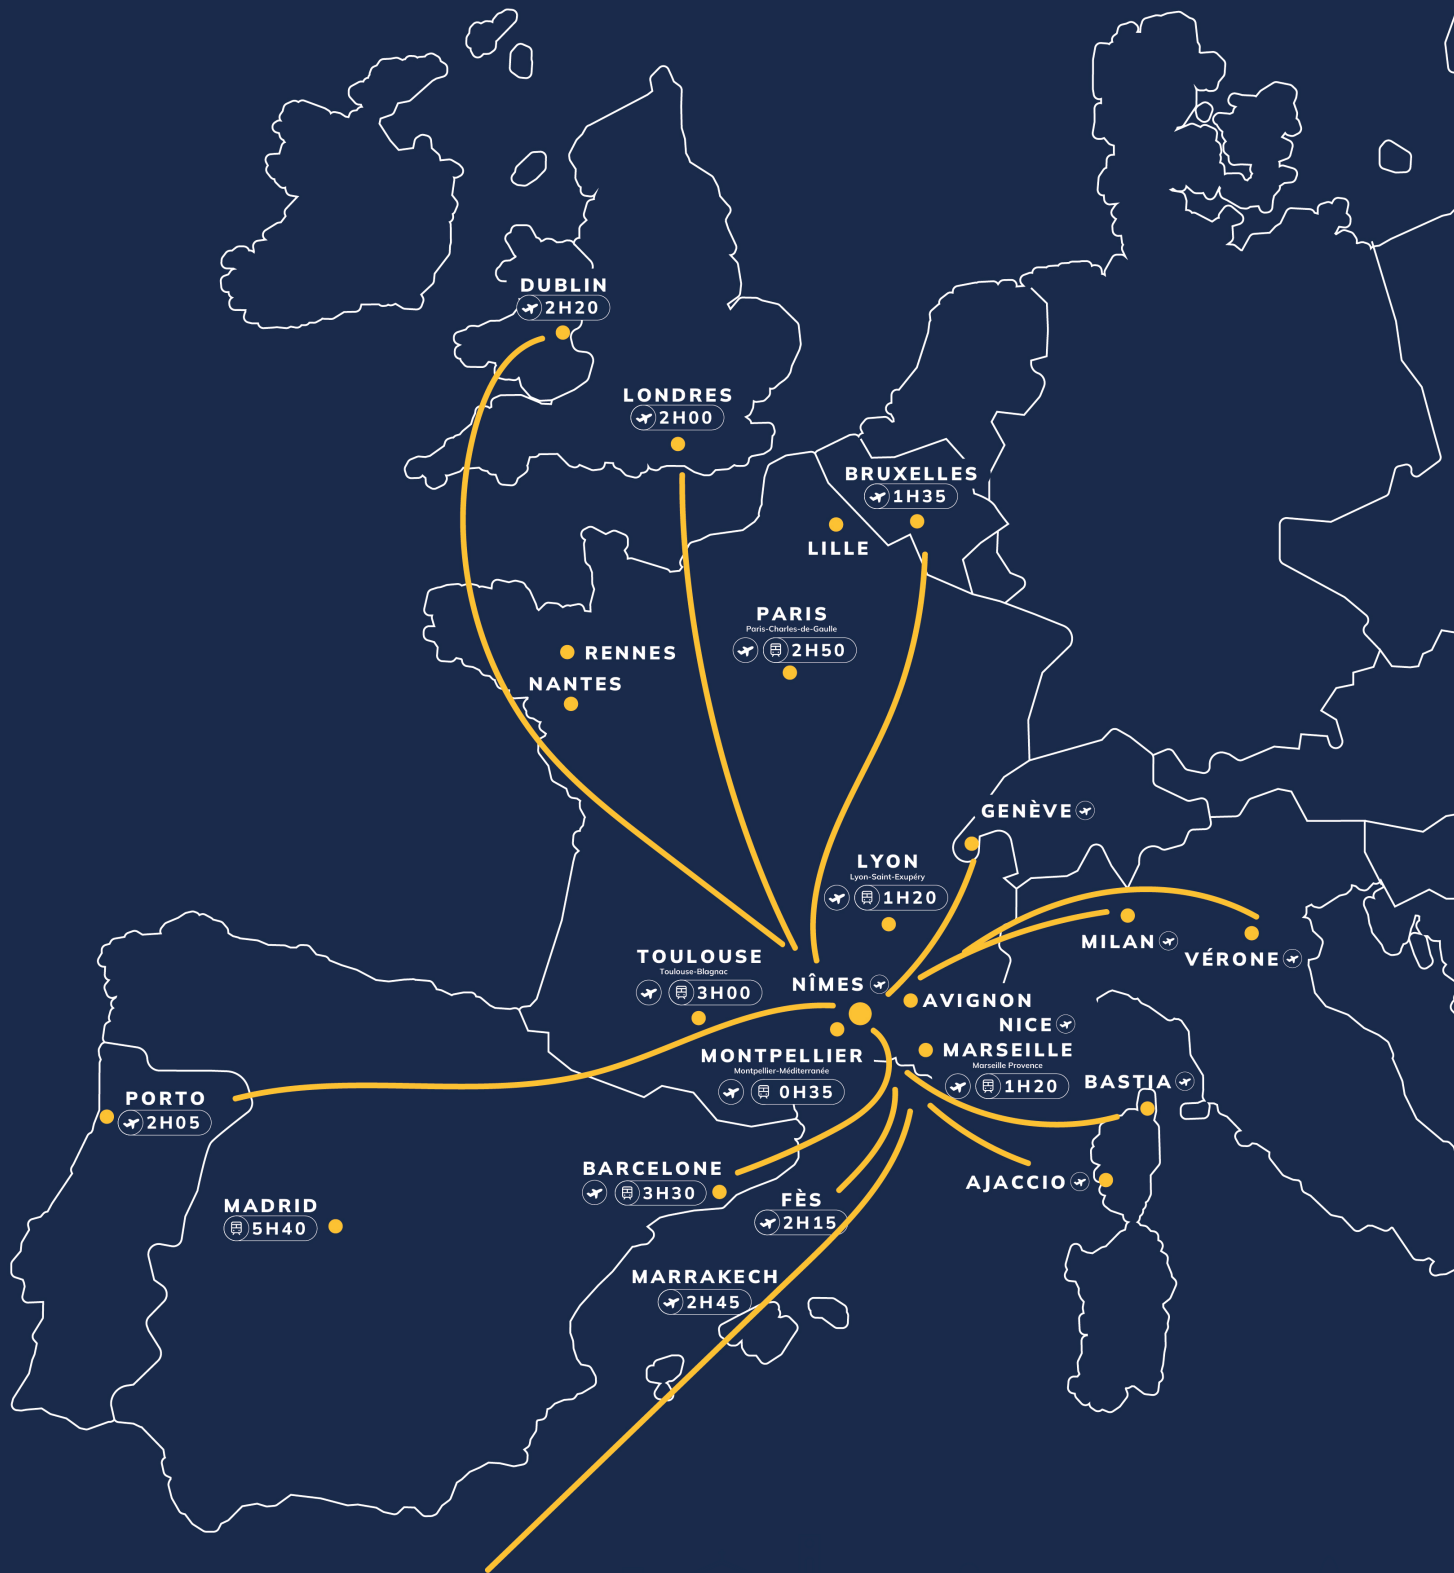 DUBLIN
2H20
LONDRES
2H00
BRUXELLES
1H35
LILLE
PARIS
Paris-Charles-de-Gaulle
2H50
RENNES
NANTES
GENÈVE
LYON
Lyon-Saint-Exupéry
1H20
MILAN
VÉRONE
TOULOUSE
Toulouse-Blagnac
3H00
NÎMES
AVIGNON
NICE
MONTPELLIER
Montpellier-Méditerranée
0H35
MARSEILLE
Marseille Provence
1H20
BASTIA
PORTO
2H05
BARCELONE
3H30
AJACCIO
MADRID
5H40
FÈS
2H15
MARRAKECH
2H45